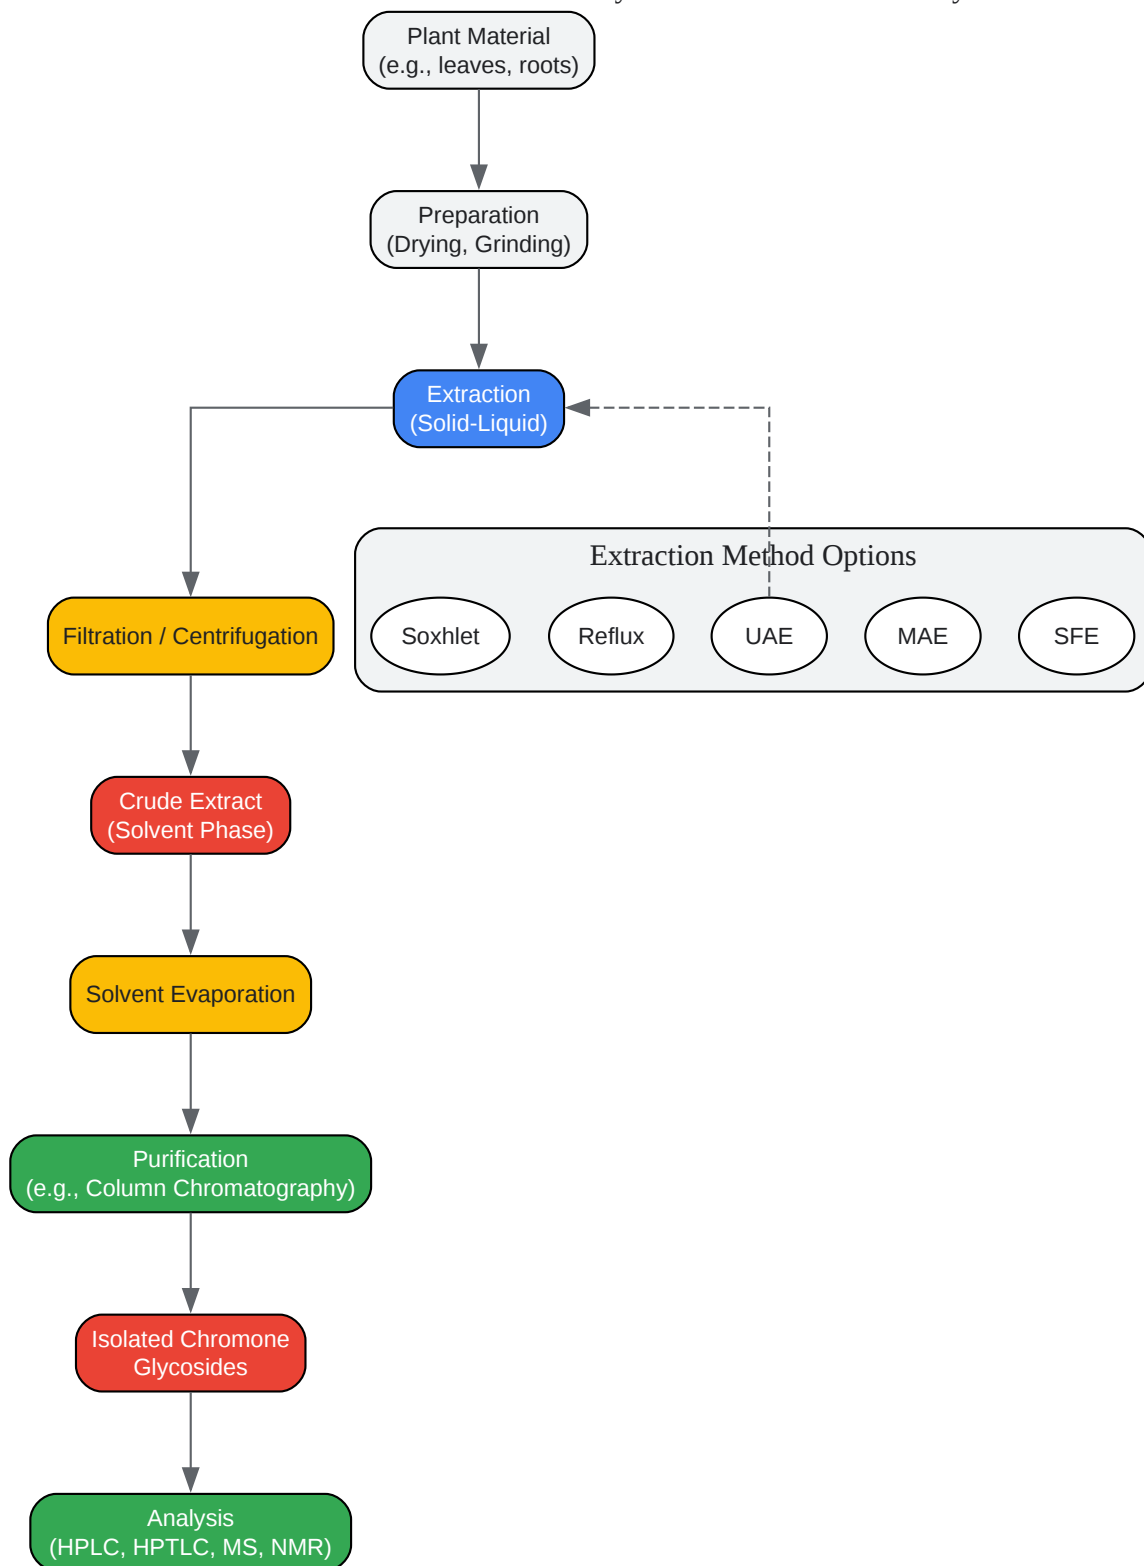 Plant Material
(e.g., leaves, roots)
Preparation
(Drying, Grinding)
Extraction
(Solid-Liquid)
Extraction Method Options
Filtration / Centrifugation
Soxhlet
Reflux
UAE
MAE
SFE
Crude Extract
(Solvent Phase)
Solvent Evaporation
Purification
(e.g., Column Chromatography)
Isolated Chromone
Glycosides
Analysis
(HPLC, HPTLC, MS, NMR)